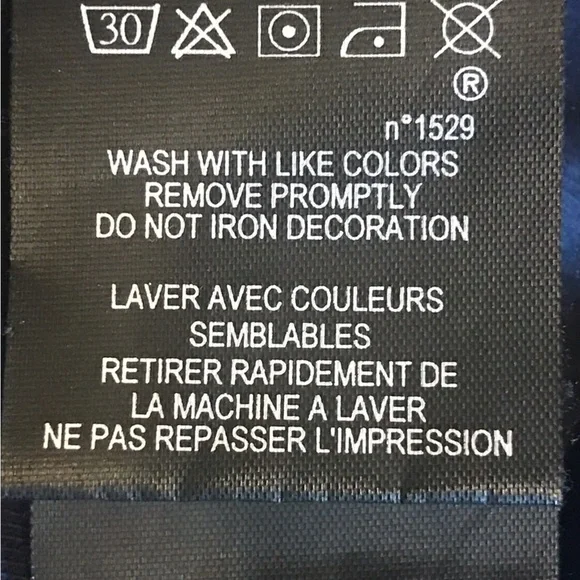 30
®
n°1529
WASH WITH LIKE COLORS
REMOVE PROMPTLY
DO NOT IRON DECORATION
LAVER AVEC COULEURS
SEMBLABLES
RETIRER RAPIDEMENT DE
LA MACHINE A LAVER
NE PAS REPASSER L'IMPRESSION